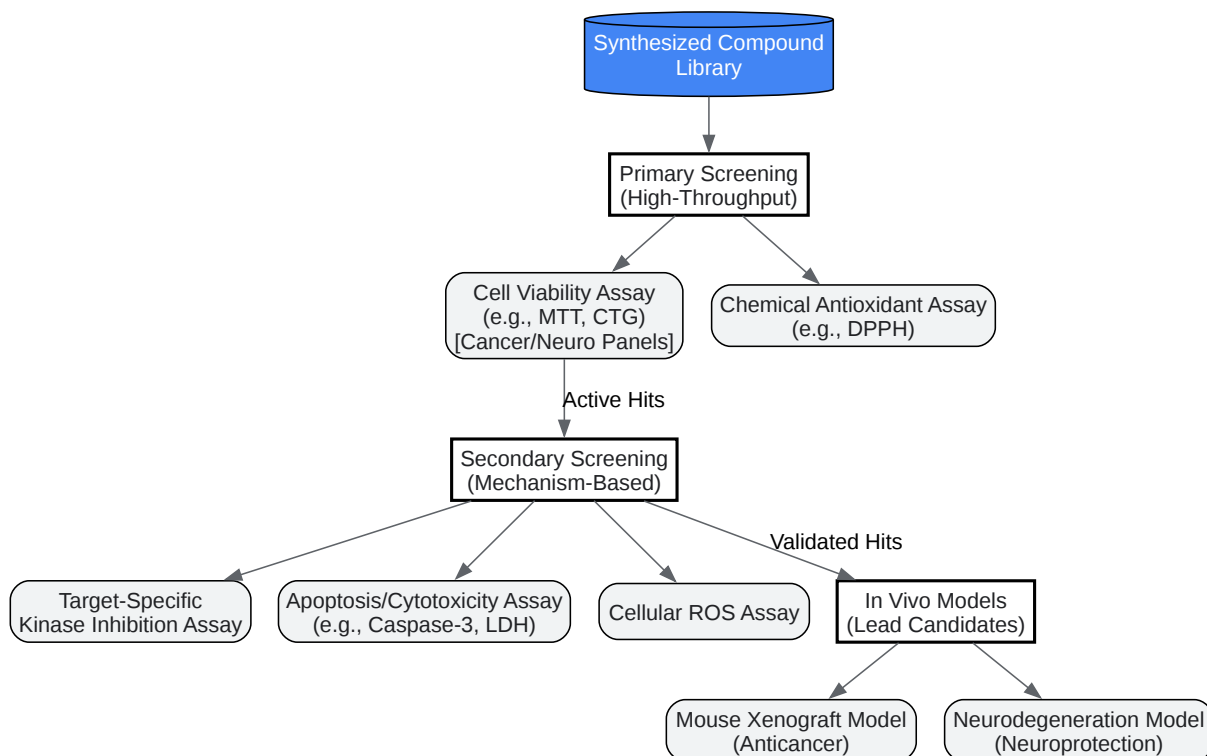 Synthesized Compound
Library
Primary Screening
(High-Throughput)
Cell Viability Assay
(e.g., MTT, CTG)
[Cancer/Neuro Panels]
Chemical Antioxidant Assay
(e.g., DPPH)
Active Hits
Secondary Screening
(Mechanism-Based)
Validated Hits
Target-Specific
Kinase Inhibition Assay
Apoptosis/Cytotoxicity Assay
(e.g., Caspase-3, LDH)
Cellular ROS Assay
In Vivo Models
(Lead Candidates)
Mouse Xenograft Model
(Anticancer)
Neurodegeneration Model
(Neuroprotection)